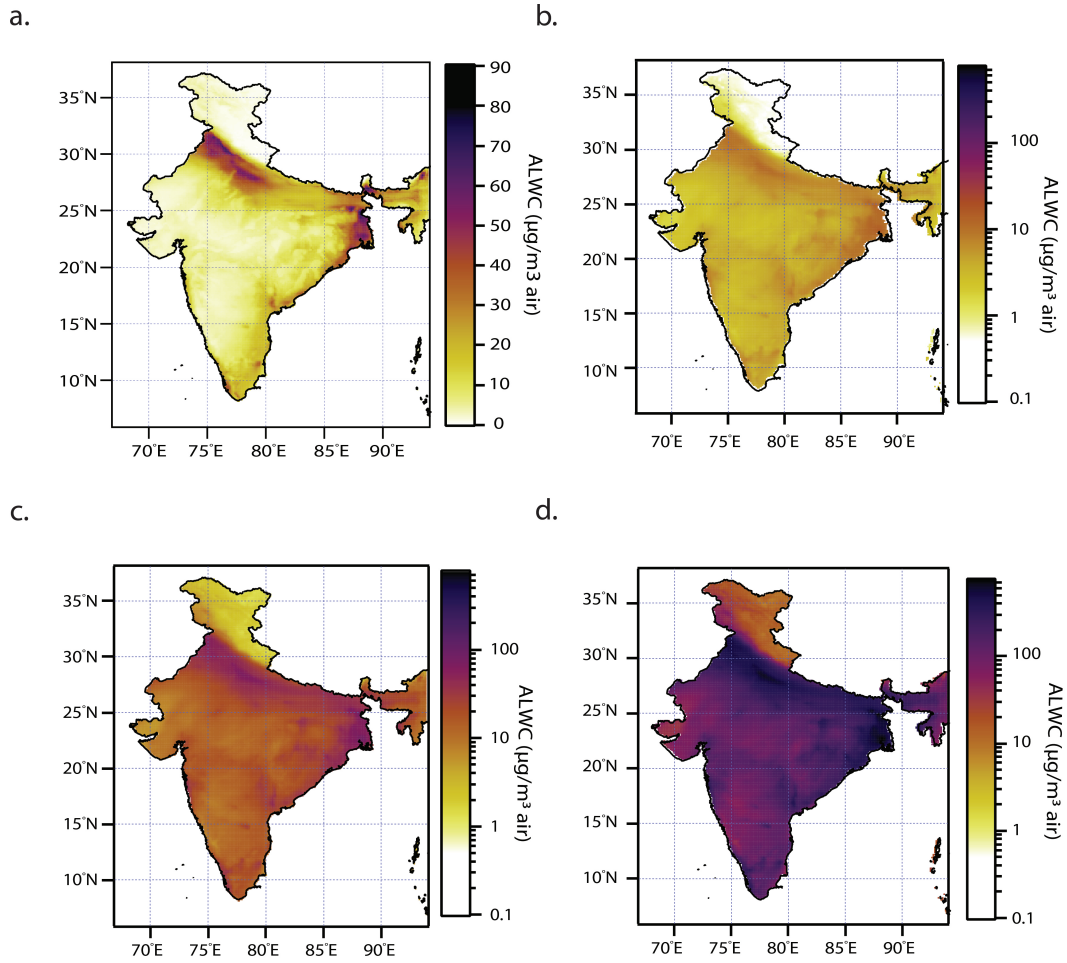 a.
35°N
30°N
25°N
20°N
15°N
10°N
70°E 75°E 80°E 85°E 90°E
90
80
70
60
50
40
30
20
10
0
ALWC (µg/m3 air)
b.
35°N
30°N
25°N
20°N
15°N
10°N
70°E 75°E 80°E 85°E 90°E
100
10
1
0.1
ALWC (µg/m³ air)
c.
35°N
30°N
25°N
20°N
15°N
10°N
70°E 75°E 80°E 85°E 90°E
100
10
1
0.1
ALWC (µg/m³ air)
d.
35°N
30°N
25°N
20°N
15°N
10°N
70°E 75°E 80°E 85°E 90°E
100
10
1
0.1
ALWC (µg/m³ air)